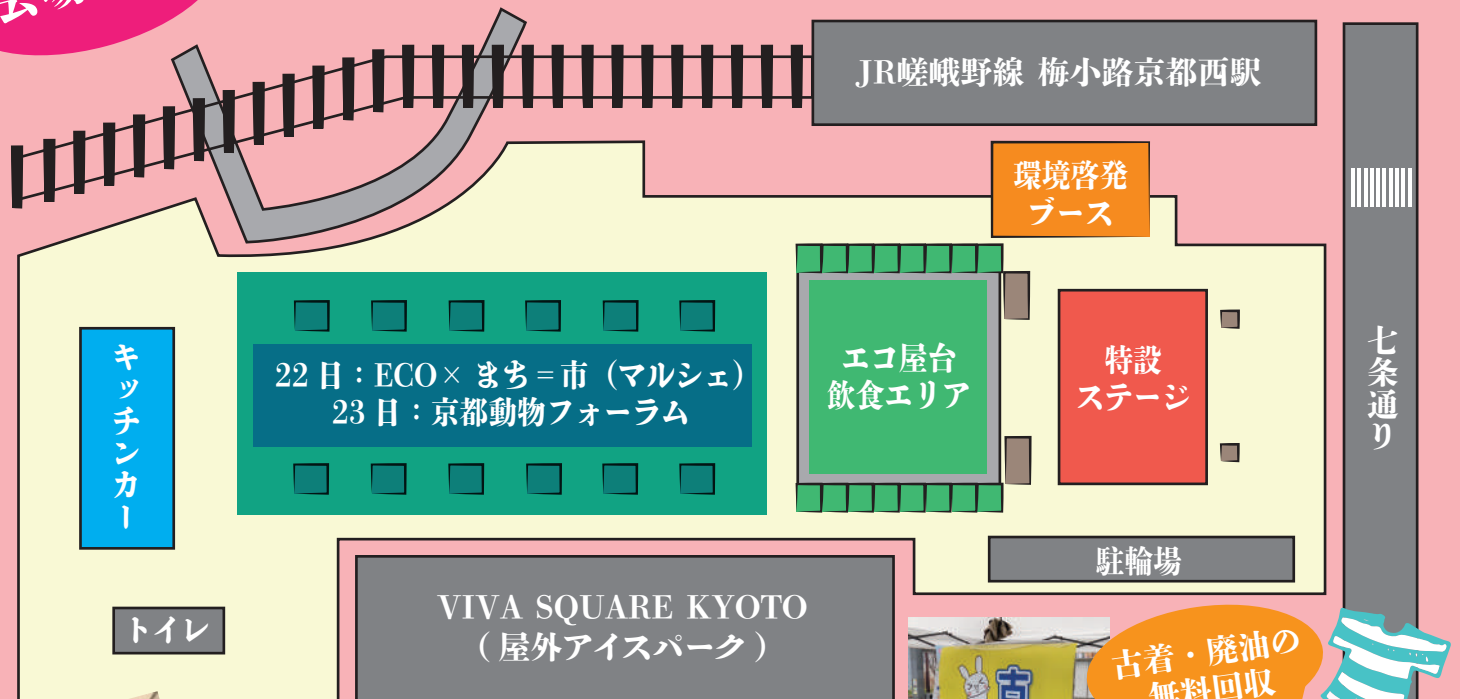 JR嵯峨野線 梅小路京都西駅
環境啓発
ブース
キッチンカー
22日：ECO×まち=市（マルシェ）
23日：京都動物フォーラム
エコ屋台
飲食エリア
特設
ステージ
七条通り
駐輪場
トイレ
VIVA SQUARE KYOTO
（屋外アイスパーク）
古
古着・廃油の
無料回収